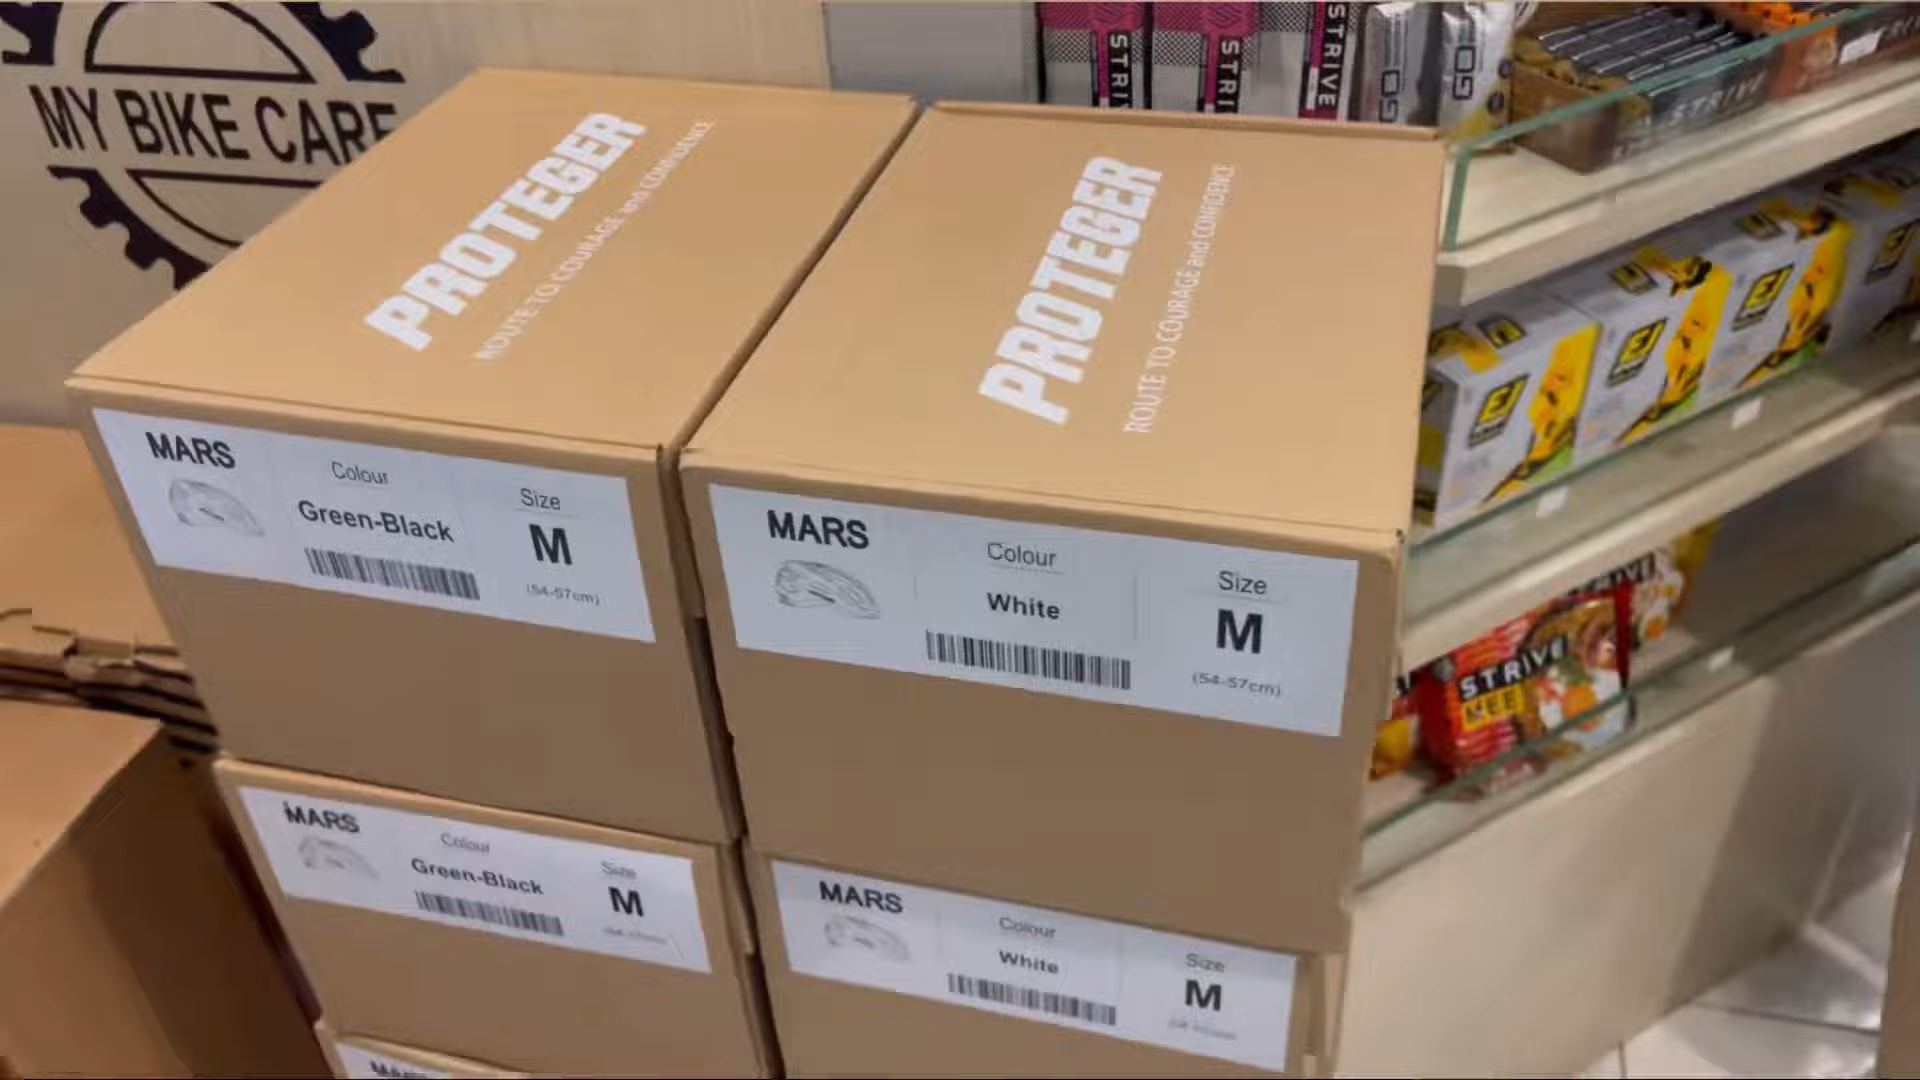 MY BIKE CARE
PROTEGER
ROUTE TO COURAGE and CONFIDENCE
PROTEGER
ROUTE TO COURAGE and CONFIDENCE
MARS
Colour
Green-Black
Size
M
(54-57cm)
MARS
Colour
White
Size
M
(54-57cm)
MARS
Colour
Green-Black
Size
M
MARS
Colour
White
Size
M
STRIVE
GO
STRIVE
STRIVE
MEE